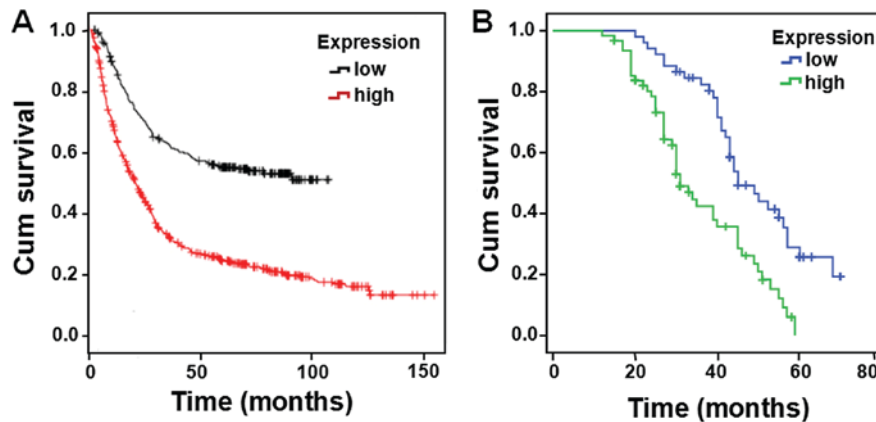 A
Cum survival
1.0
0.8
0.6
0.4
0.2
0.0
Expression
low
high
0 50 100 150
Time (months)
B
Cum survival
1.0
0.8
0.6
0.4
0.2
0.0
Expression
low
high
0 20 40 60 80
Time (months)